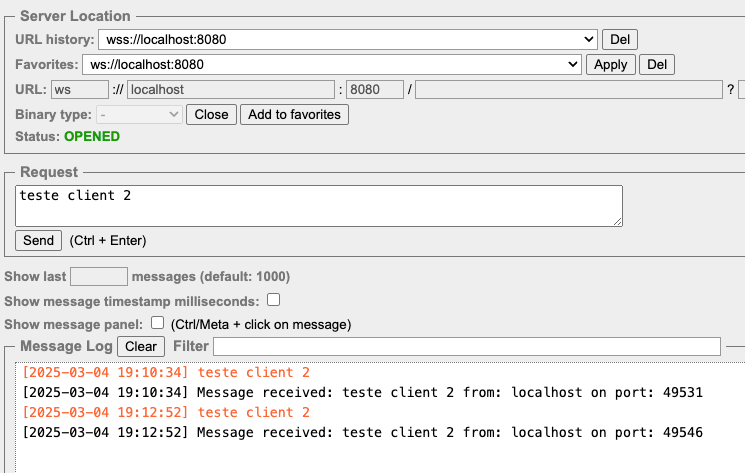 Server Location
URL history: wss://localhost:8080 Del
Favorites: ws://localhost:8080 Apply Del
URL: ws :// localhost : 8080 / ?
Binary type: - Close Add to favorites
Status: OPENED
Request
teste client 2
Send (Ctrl + Enter)
Show last messages (default: 1000)
Show message timestamp milliseconds:
Show message panel: (Ctrl/Meta + click on message)
Message Log Clear Filter
[2025-03-04 19:10:34] teste client 2
[2025-03-04 19:10:34] Message received: teste client 2 from: localhost on port: 49531
[2025-03-04 19:12:52] teste client 2
[2025-03-04 19:12:52] Message received: teste client 2 from: localhost on port: 49546